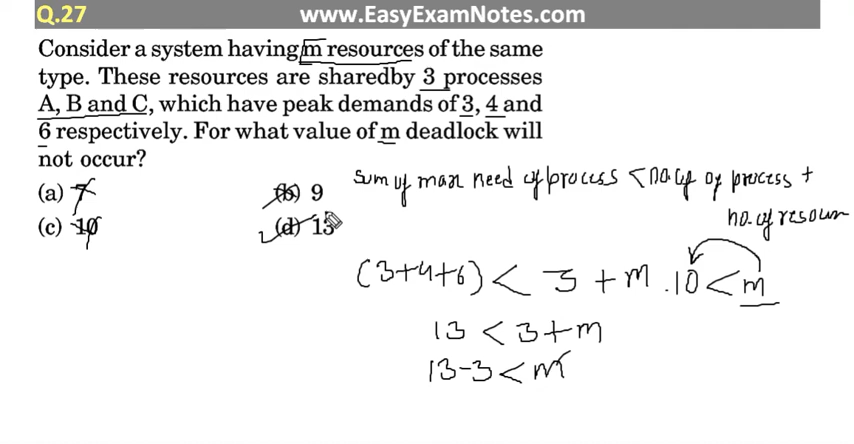 Q.27
www.EasyExamNotes.com
Consider a system having m resources of the same
type. These resources are sharedby 3 processes
A, B and C, which have peak demands of 3, 4 and
6 respectively. For what value of m deadlock will
not occur?
(a) 7
(b) 9
(c) 10
(d) 13
Sum of max need of process < no. of process +
no. of resour
(3+4+6) < 3 + m . 10 < m
13 < 3 + m
13-3 < m